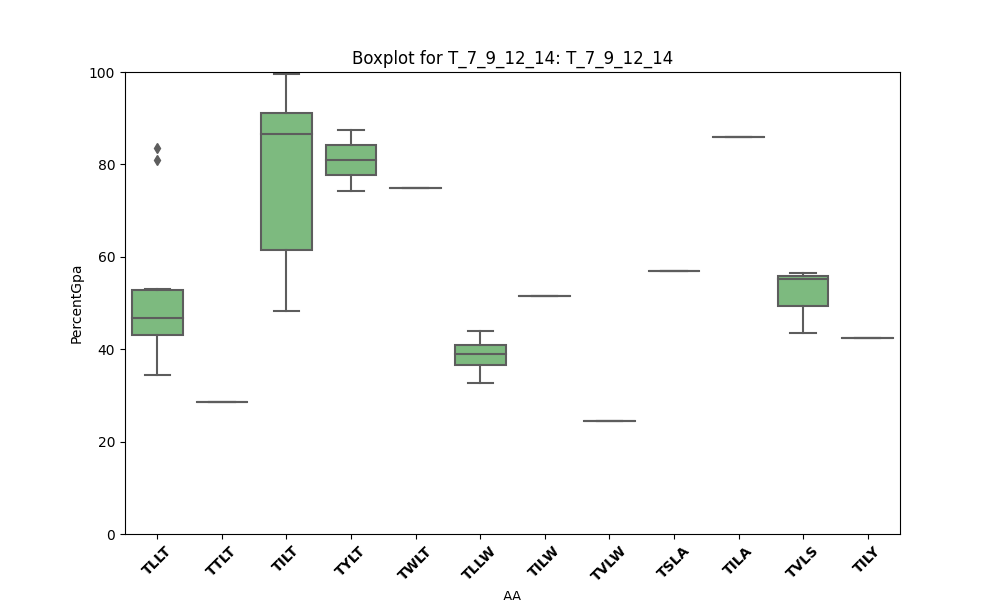 Boxplot for T_7_9_12_14: T_7_9_12_14
100
80
60
40
20
0
PercentGpa
TLLT
TTLT
TILT
TYLT
TWLT
TLLW
TILW
TVLW
TSLA
TILA
TVLS
TILY
AA